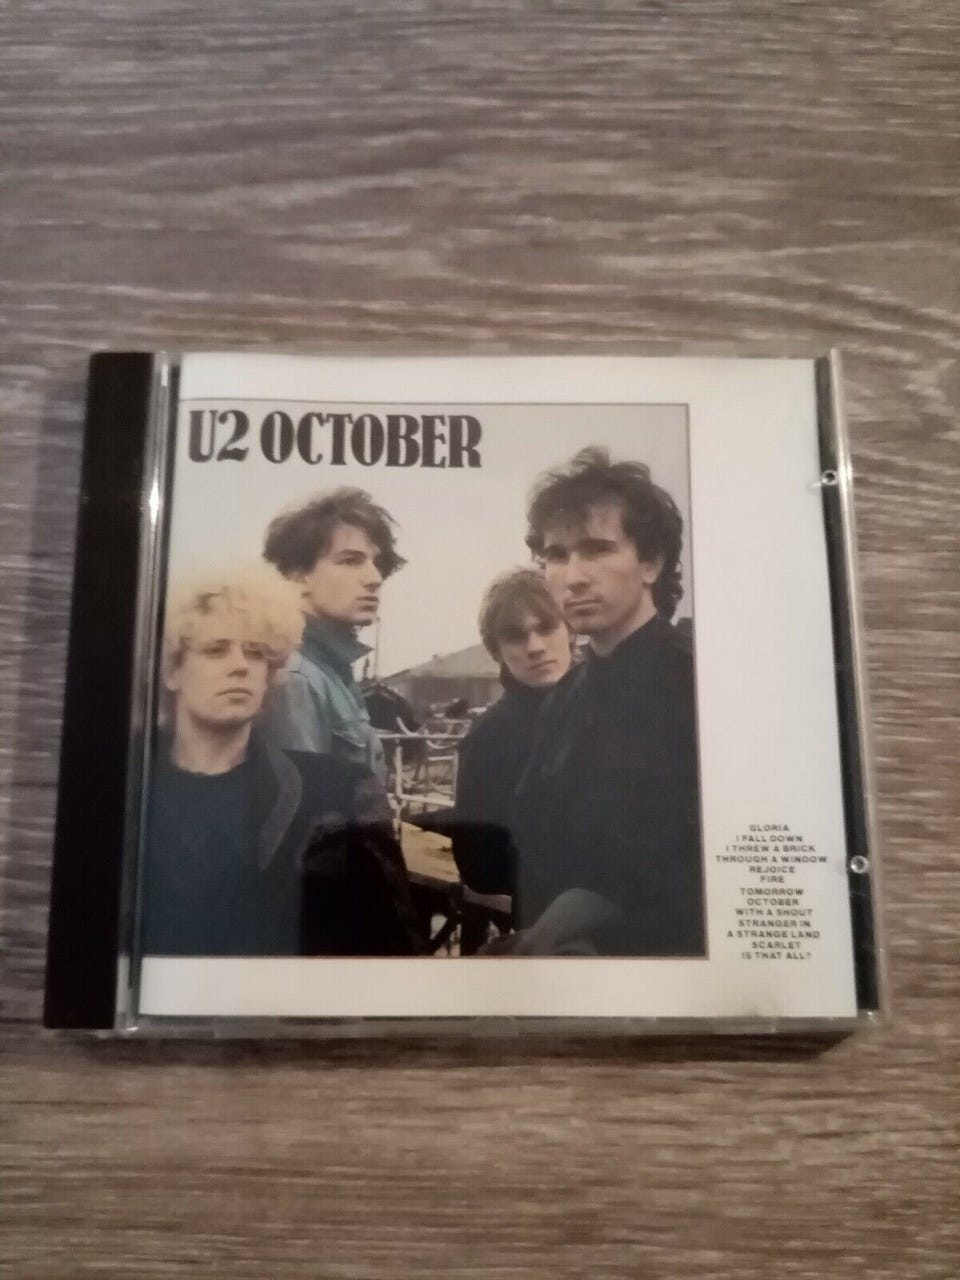 U2 OCTOBER
GLORIA
I FALL DOWN
I THREW A BRICK
THROUGH A WINDOW
REJOICE
FIRE
TOMORROW
OCTOBER
WITH A SHOUT
STRANGER IN
A STRANGE LAND
SCARLET
IS THAT ALL?